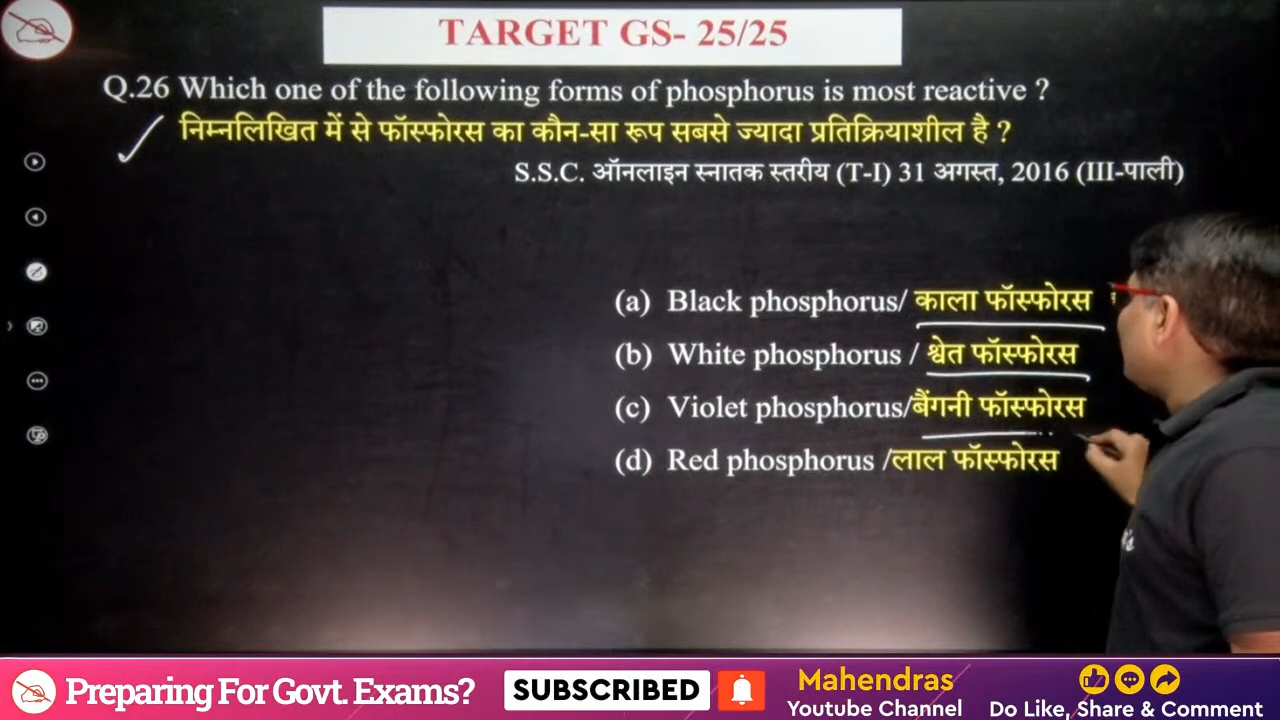 TARGET GS- 25/25
Q.26 Which one of the following forms of phosphorus is most reactive ?
निम्नलिखित में से फॉस्फोरस का कौन-सा रूप सबसे ज्यादा प्रतिक्रियाशील है ?
S.S.C. ऑनलाइन स्नातक स्तरीय (T-I) 31 अगस्त, 2016 (III-पाली)
(a) Black phosphorus/ काला फॉस्फोरस
(b) White phosphorus / श्वेत फॉस्फोरस
(c) Violet phosphorus/बैंगनी फॉस्फोरस
(d) Red phosphorus /लाल फॉस्फोरस
Preparing For Govt. Exams? SUBSCRIBED Mahendras
Youtube Channel Do Like, Share & Comment